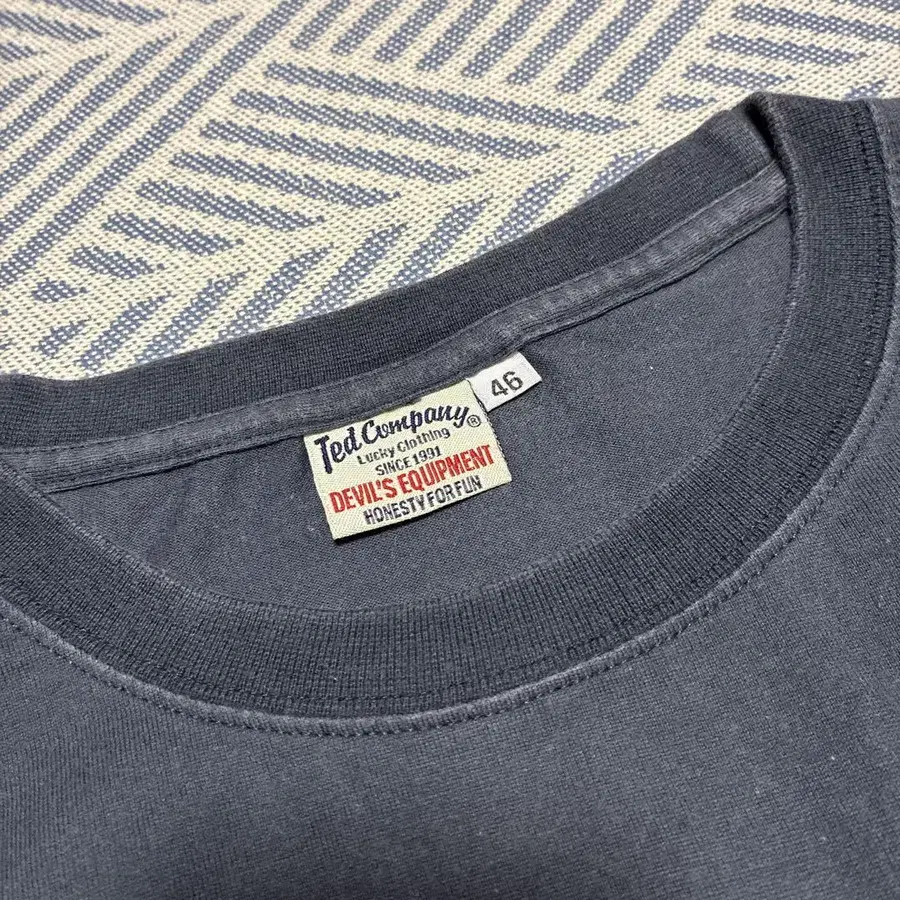 46
Ted Company®
Lucky Clothing
SINCE 1991
DEVIL'S EQUIPMENT
HONESTY FOR FUN